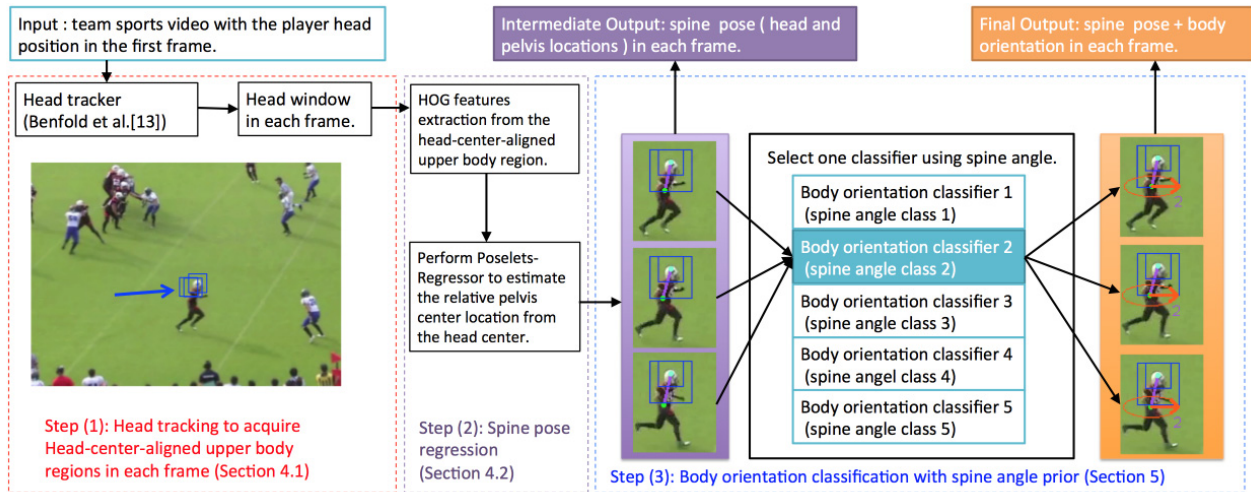 Input : team sports video with the player head
position in the first frame.
Intermediate Output: spine pose ( head and
pelvis locations ) in each frame.
Final Output: spine pose + body
orientation in each frame.
Head tracker
(Benfold et al.[13])
Head window
in each frame.
HOG features
extraction from the
head-center-aligned
upper body region.
Perform Poselets-
Regressor to estimate
the relative pelvis
center location from
the head center.
Step (1): Head tracking to acquire
Head-center-aligned upper body
regions in each frame (Section 4.1)
Step (2): Spine pose
regression
(Section 4.2)
Select one classifier using spine angle.
Body orientation classifier 1
(spine angle class 1)
Body orientation classifier 2
(spine angle class 2)
Body orientation classifier 3
(spine angle class 3)
Body orientation classifier 4
(spine angel class 4)
Body orientation classifier 5
(spine angle class 5)
2
2
2
Step (3): Body orientation classification with spine angle prior (Section 5)